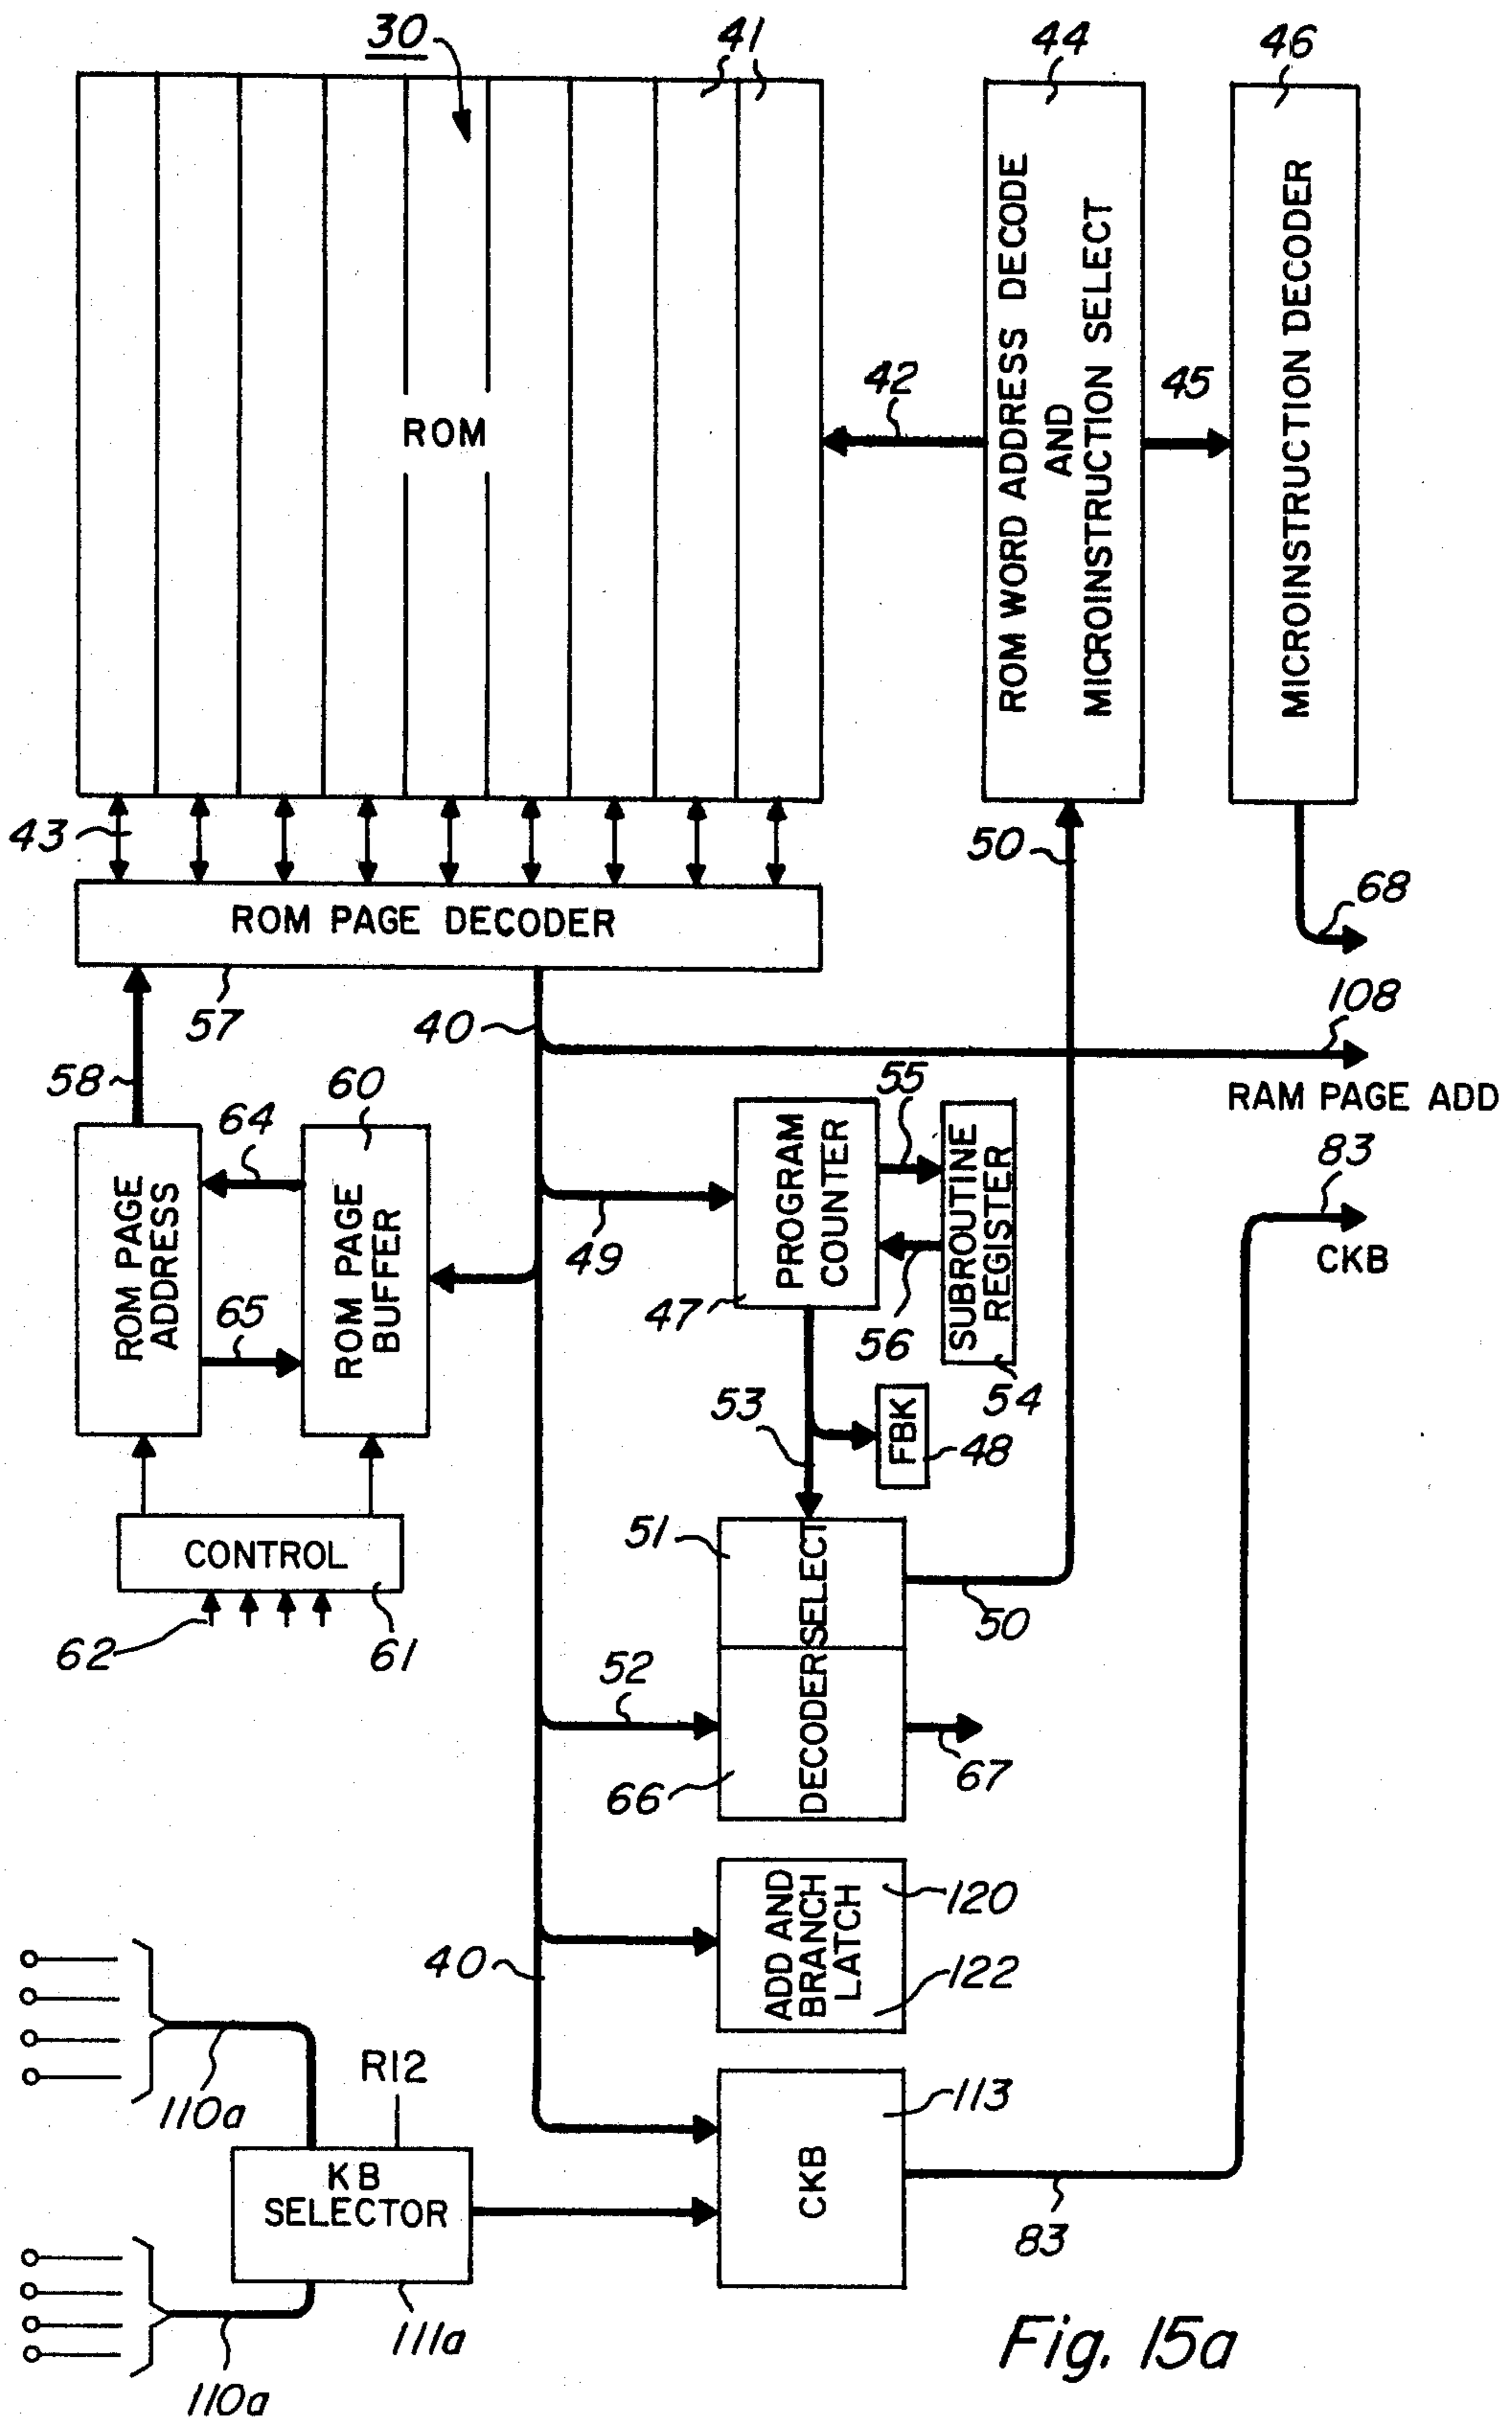 30
41
44
46
ROM WORD ADDRESS DECODE
AND
MICROINSTRUCTION SELECT
MICROINSTRUCTION DECODER
42
45
ROM
43
50
ROM PAGE DECODER
68
57
40
108
RAM PAGE ADD
58
60
64
55
83
CKB
ROM PAGE
ADDRESS
ROM PAGE
BUFFER
PROGRAM
COUNTER
SUBROUTINE
REGISTER
49
65
47
56
54
53
FBK
48
CONTROL
51
SELECT
50
62
61
52
DECODER
66
67
ADD AND
BRANCH
LATCH
120
122
40
110a
R12
113
KB
SELECTOR
CKB
83
111a
110a
Fig. 15a